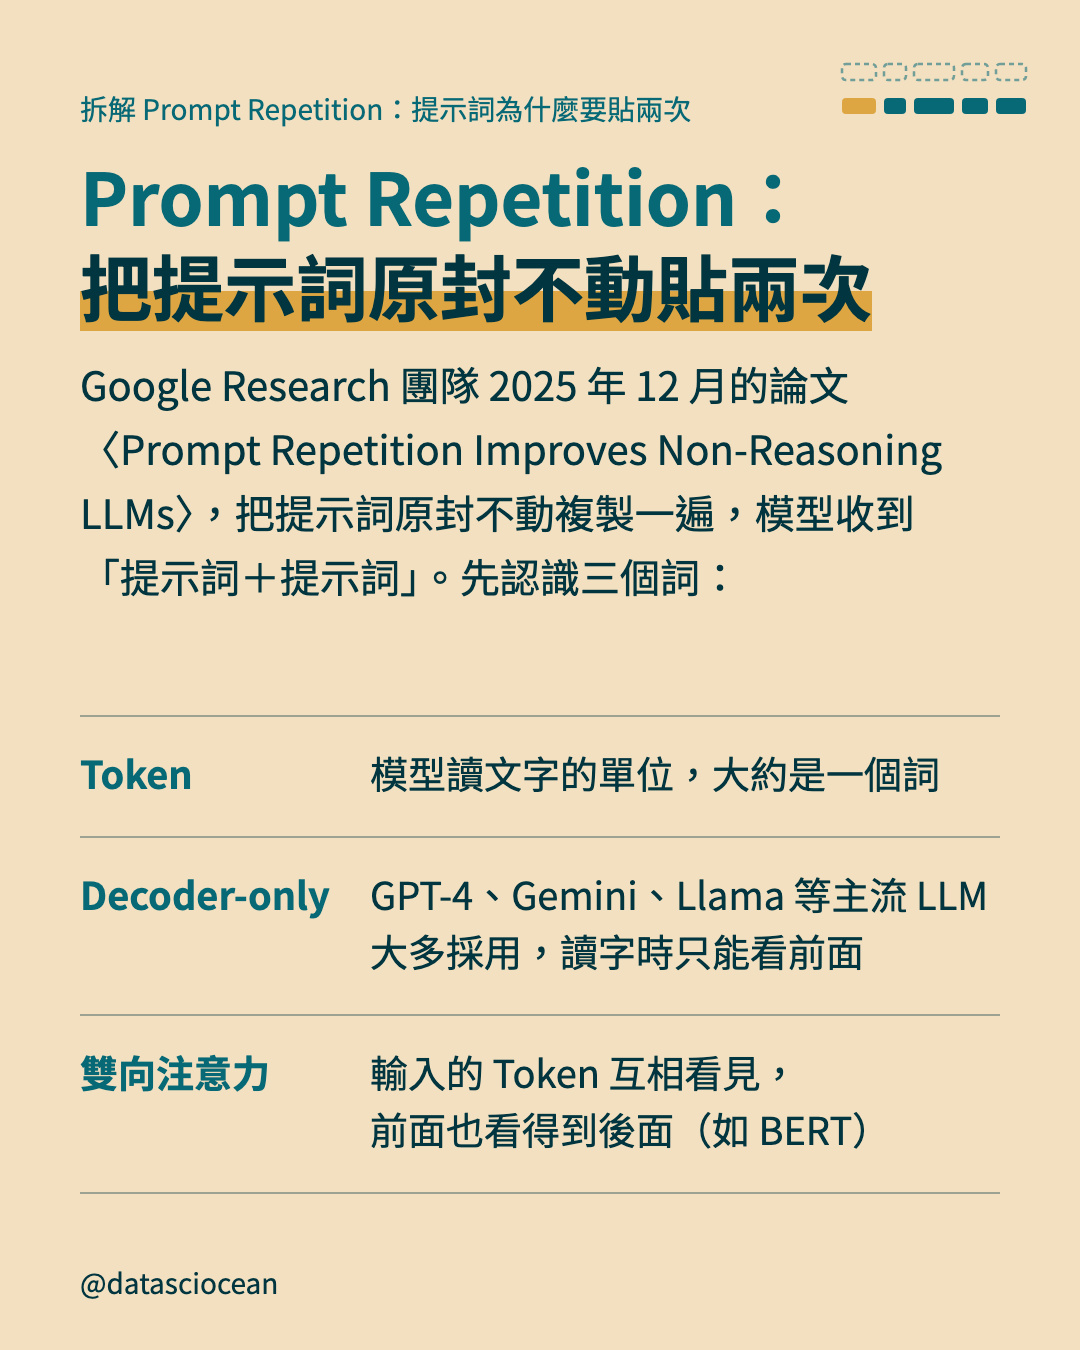 拆解 Prompt Repetition：提示詞為什麼要貼兩次
Prompt Repetition：
把提示詞原封不動貼兩次
Google Research 團隊 2025 年 12 月的論文
〈Prompt Repetition Improves Non-Reasoning
LLMs〉，把提示詞原封不動複製一遍，模型收到
「提示詞＋提示詞」。先認識三個詞：
Token
模型讀文字的單位，大約是一個詞
Decoder-only
GPT-4、Gemini、Llama 等主流 LLM
大多採用，讀字時只能看前面
雙向注意力
輸入的 Token 互相看見，
前面也看得到後面（如 BERT）
@datasciocean